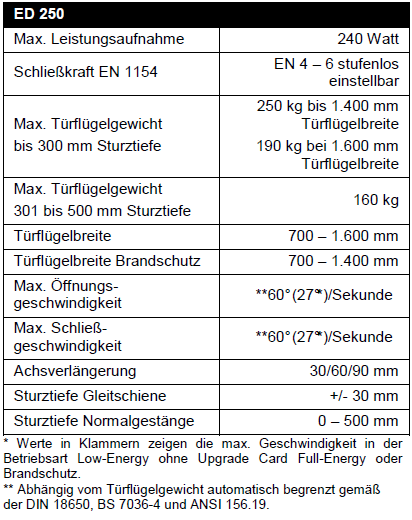 ED 250
Max. Leistungsaufnahme 240 Watt
Schließkraft EN 1154 EN 4 – 6 stufenlos
einstellbar
Max. Türflügelgewicht
bis 300 mm Sturztiefe
250 kg bis 1.400 mm
Türflügelbreite
190 kg bei 1.600 mm
Türflügelbreite
Max. Türflügelgewicht
301 bis 500 mm Sturztiefe
160 kg
Türflügelbreite 700 – 1.600 mm
Türflügelbreite Brandschutz 700 – 1.400 mm
Max. Öffnungs-
geschwindigkeit
**60°(27°*)/Sekunde
Max. Schließ-
geschwindigkeit
**60°(27°*)/Sekunde
Achsverlängerung 30/60/90 mm
Sturztiefe Gleitschiene +/- 30 mm
Sturztiefe Normalgestänge 0 – 500 mm
* Werte in Klammern zeigen die max. Geschwindigkeit in der
Betriebsart Low-Energy ohne Upgrade Card Full-Energy oder
Brandschutz.
** Abhängig vom Türflügelgewicht automatisch begrenzt gemäß
der DIN 18650, BS 7036-4 und ANSI 156.19.